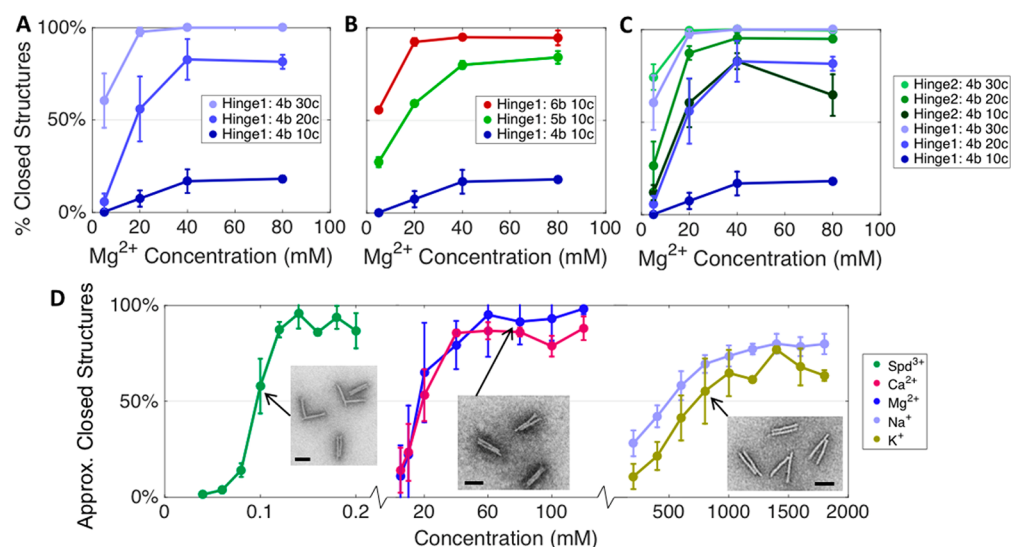 A
B
C
% Closed Structures
100%
50%
0%
0 20 40 60 80 100
Mg2+ Concentration (mM)
Hinge1: 4b 30c
Hinge1: 4b 20c
Hinge1: 4b 10c
0 20 40 60 80 100
Mg2+ Concentration (mM)
Hinge1: 6b 10c
Hinge1: 5b 10c
Hinge1: 4b 10c
0 20 40 60 80 100
Mg2+ Concentration (mM)
Hinge2: 4b 30c
Hinge2: 4b 20c
Hinge2: 4b 10c
Hinge1: 4b 30c
Hinge1: 4b 20c
Hinge1: 4b 10c
D
Approx. Closed Structures
100%
50%
0%
0 0.1 0.2 20 60 100 500 1000 1500 2000
Concentration (mM)
Spd3+
Ca2+
Mg2+
Na+
K+